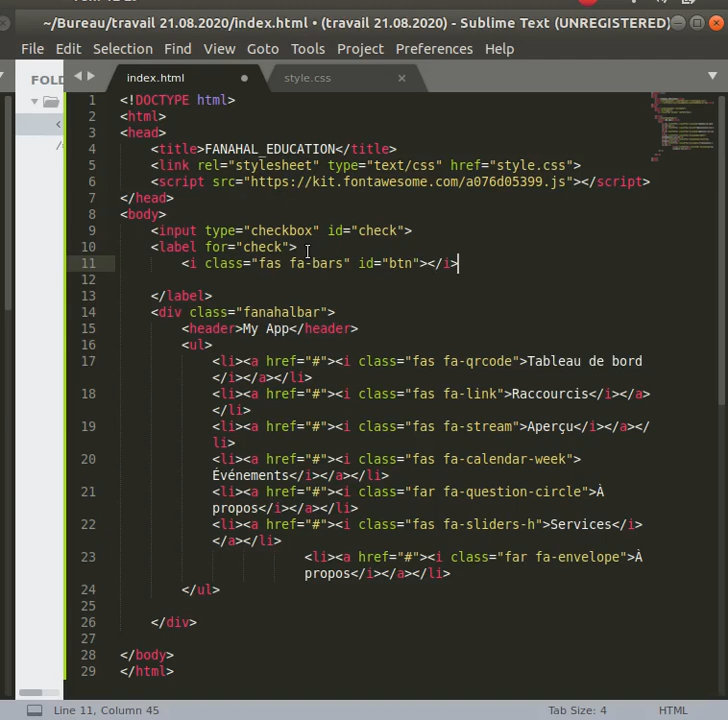 ~/Bureau/travail 21.08.2020/index.html • (travail 21.08.2020) - Sublime Text (UNREGISTERED)
File Edit Selection Find View Goto Tools Project Preferences Help
FOLD
index.html
style.css
1 <!DOCTYPE html>
2 <html>
3 <head>
4 <title>FANAHAL_EDUCATION</title>
5 <link rel="stylesheet" type="text/css" href="style.css">
6 <script src="https://kit.fontawesome.com/a076d05399.js"></script>
7 </head>
8 <body>
9 <input type="checkbox" id="check">
10 <label for="check">
11 <i class="fas fa-bars" id="btn"></i>
12
13 </label>
14 <div class="fanahalbar">
15 <header>My App</header>
16 <ul>
17 <li><a href="#"><i class="fas fa-qrcode">Tableau de bord
</i></a></li>
18 <li><a href="#"><i class="fas fa-link">Raccourcis</i></a>
</li>
19 <li><a href="#"><i class="fas fa-stream">Aperçu</i></a></
li>
20 <li><a href="#"><i class="fas fa-calendar-week">
Événements</i></a></li>
21 <li><a href="#"><i class="far fa-question-circle">À
propos</i></a></li>
22 <li><a href="#"><i class="fas fa-sliders-h">Services</i>
</a></li>
23 <li><a href="#"><i class="far fa-envelope">À
propos</i></a></li>
24 </ul>
25
26 </div>
27
28 </body>
29 </html>
Line 11, Column 45
Tab Size: 4
HTML